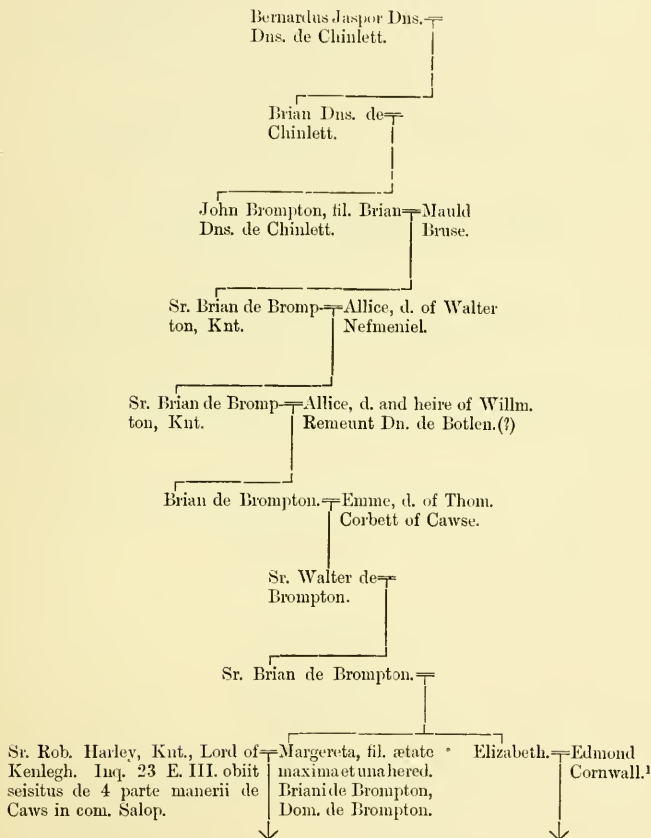 Bernardus Jaspor Dns.
Dns. de Chinlett.
Brian Dns. de
Chinlett.
John Brompton, fil. Brian Mauld
Dns. de Chinlett. Bruse.
Sr. Brian de Bromp- Allice, d. of Walter
ton, Knt. Nefmeniel.
Sr. Brian de Bromp- Allice, d. and heire of Willm.
ton, Knt. Remeunt Dn. de Botlen.(?)
Brian de Brompton. Emme, d. of Thom.
Corbett of Cawse.
Sr. Walter de
Brompton.
Sr. Brian de Brompton.
Sr. Rob. Harley, Knt., Lord of Margereta, fil. ætate Elizabeth. Edmond
Kenlegh. Inq. 23 E. III. obiit maxima et una hered. Cornwall.¹
seisitus de 4 parte manerii de Briani de Brompton,
Caws in com. Salop. Dom. de Brompton.